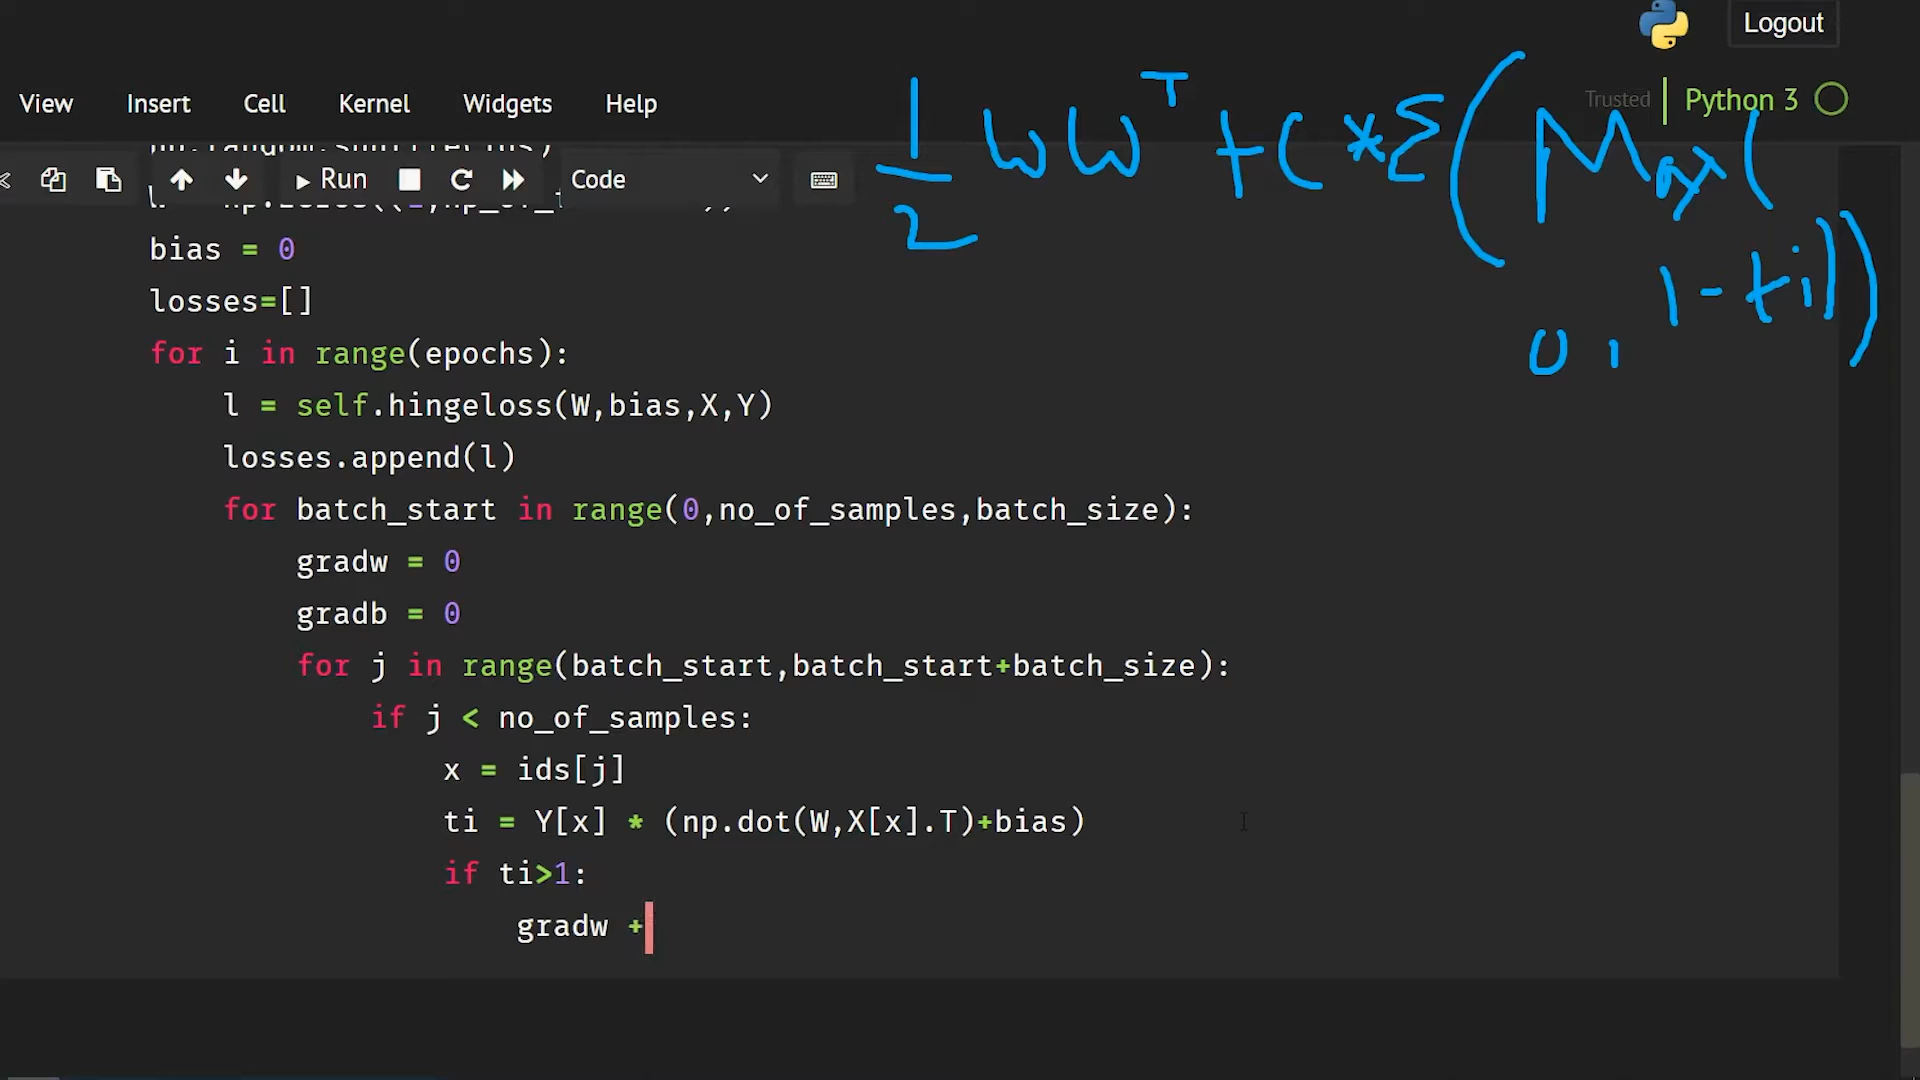 Logout
View Insert Cell Kernel Widgets Help Trusted Python 3
Run Code
1/2 W W^T + C * Σ ( Max (
0, 1 - ti ) )
bias = 0
losses=[]
for i in range(epochs):
l = self.hingeloss(W,bias,X,Y)
losses.append(l)
for batch_start in range(0,no_of_samples,batch_size):
gradw = 0
gradb = 0
for j in range(batch_start,batch_start+batch_size):
if j < no_of_samples:
x = ids[j]
ti = Y[x] * (np.dot(W,X[x].T)+bias)
if ti>1:
gradw +